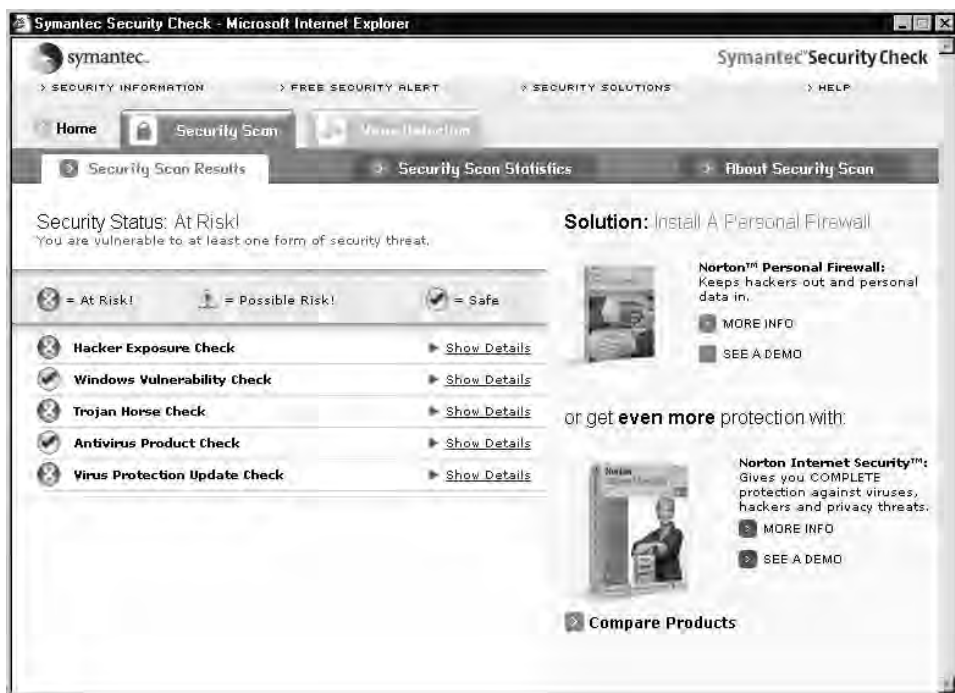 Symantec Security Check - Microsoft Internet Explorer
symantec.
Symantec™ Security Check
> SECURITY INFORMATION > FREE SECURITY ALERT > SECURITY SOLUTIONS > HELP
Home Security Scan Virus Detection
Security Scan Results Security Scan Statistics About Security Scan
Security Status: At Risk!
You are vulnerable to at least one form of security threat.
= At Risk! = Possible Risk! = Safe
Hacker Exposure Check Show Details
Windows Vulnerability Check Show Details
Trojan Horse Check Show Details
Antivirus Product Check Show Details
Virus Protection Update Check Show Details
Solution: Install A Personal Firewall
Norton™ Personal Firewall:
Keeps hackers out and personal
data in.
MORE INFO
SEE A DEMO
or get even more protection with:
Norton
Norton Internet Security™:
Gives you COMPLETE
protection against viruses,
hackers and privacy threats.
MORE INFO
SEE A DEMO
Compare Products